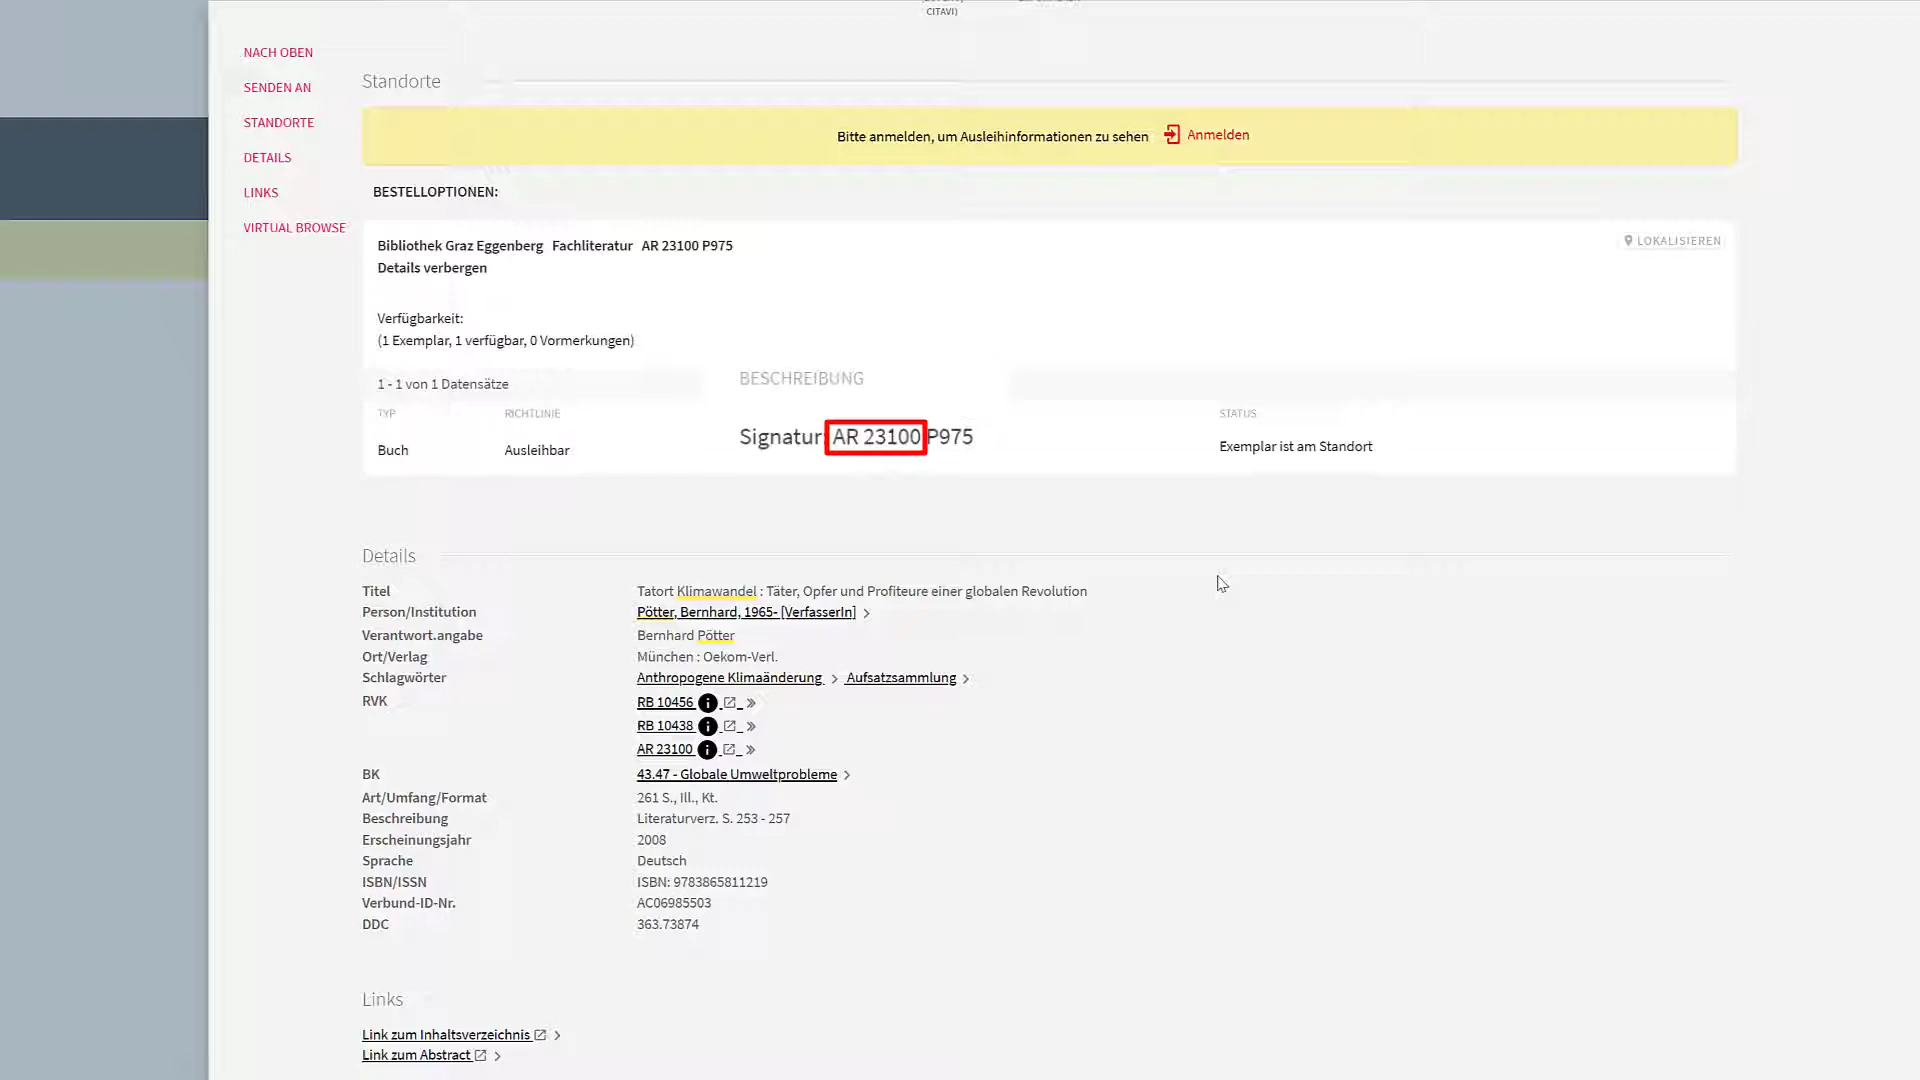 CITAVI)
NACH OBEN
SENDEN AN
STANDORTE
DETAILS
LINKS
VIRTUAL BROWSE
Standorte
Bitte anmelden, um Ausleihinformationen zu sehen Anmelden
BESTELLOPTIONEN:
Bibliothek Graz Eggenberg Fachliteratur AR 23100 P975
LOKALISIEREN
Details verbergen
Verfügbarkeit:
(1 Exemplar, 1 verfügbar, 0 Vormerkungen)
1 - 1 von 1 Datensätze
TYP RICHTLINIE BESCHREIBUNG STATUS
Buch Ausleihbar Signatur: AR 23100 P975 Exemplar ist am Standort
Details
Titel Tatort Klimawandel : Täter, Opfer und Profiteure einer globalen Revolution
Person/Institution Pötter, Bernhard, 1965- [VerfasserIn]
Verantwort.angabe Bernhard Pötter
Ort/Verlag München : Oekom-Verl.
Schlagwörter Anthropogene Klimaänderung Aufsatzsammlung
RVK RB 10456
RB 10438
AR 23100
BK 43.47 - Globale Umweltprobleme
Art/Umfang/Format 261 S., Ill., Kt.
Beschreibung Literaturverz. S. 253 - 257
Erscheinungsjahr 2008
Sprache Deutsch
ISBN/ISSN ISBN: 9783865811219
Verbund-ID-Nr. AC06985503
DDC 363.73874
Links
Link zum Inhaltsverzeichnis
Link zum Abstract